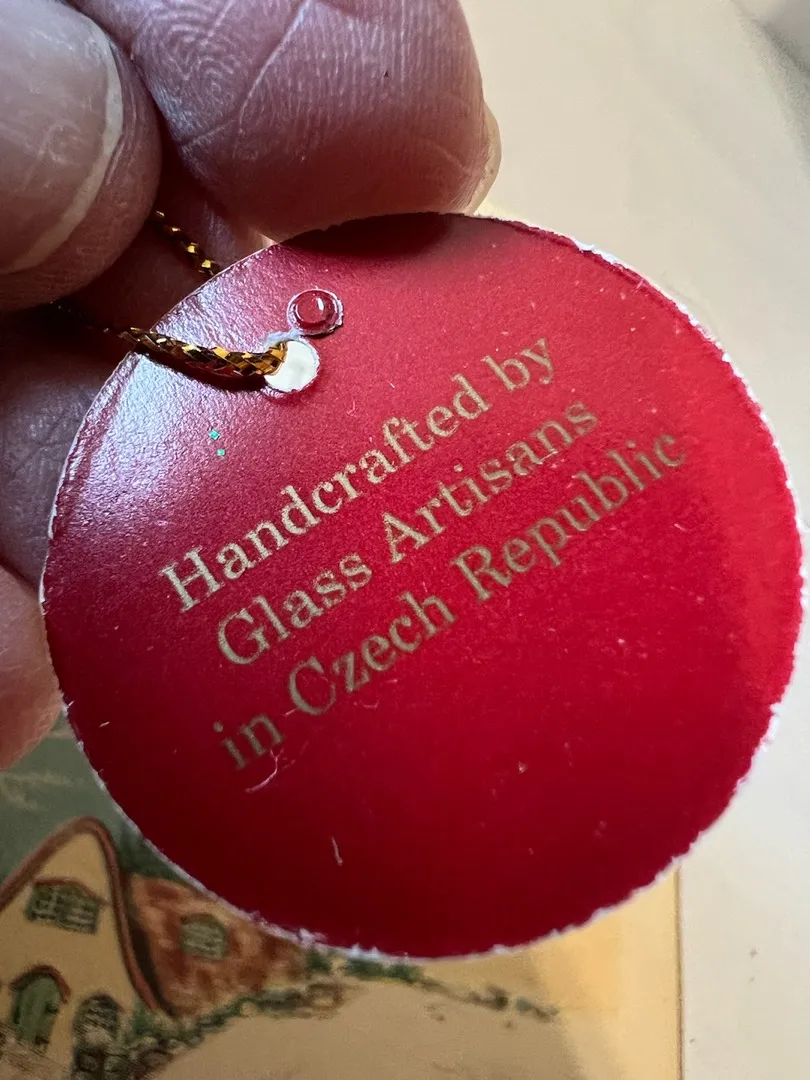 Handcrafted by
Glass Artisans
in Czech Republic